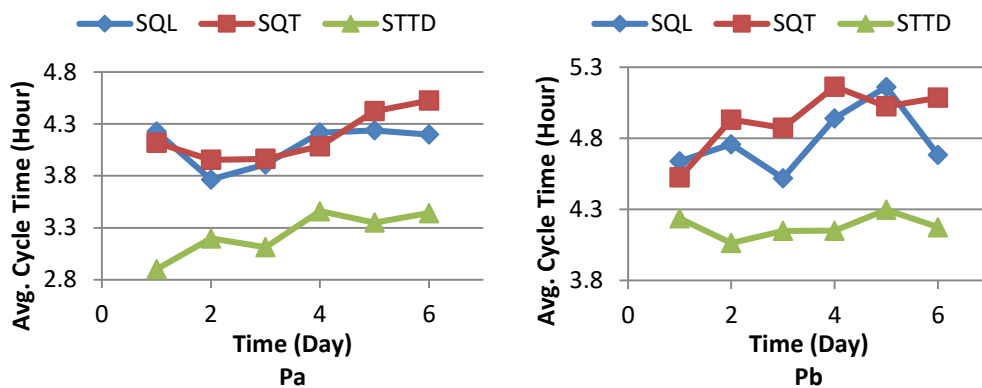 SQL SQT STTD
Avg. Cycle Time (Hour)
4.8
4.3
3.8
3.3
2.8
0 2 4 6
Time (Day)
Pa
SQL SQT STTD
Avg. Cycle Time (Hour)
5.3
4.8
4.3
3.8
0 2 4 6
Time (Day)
Pb